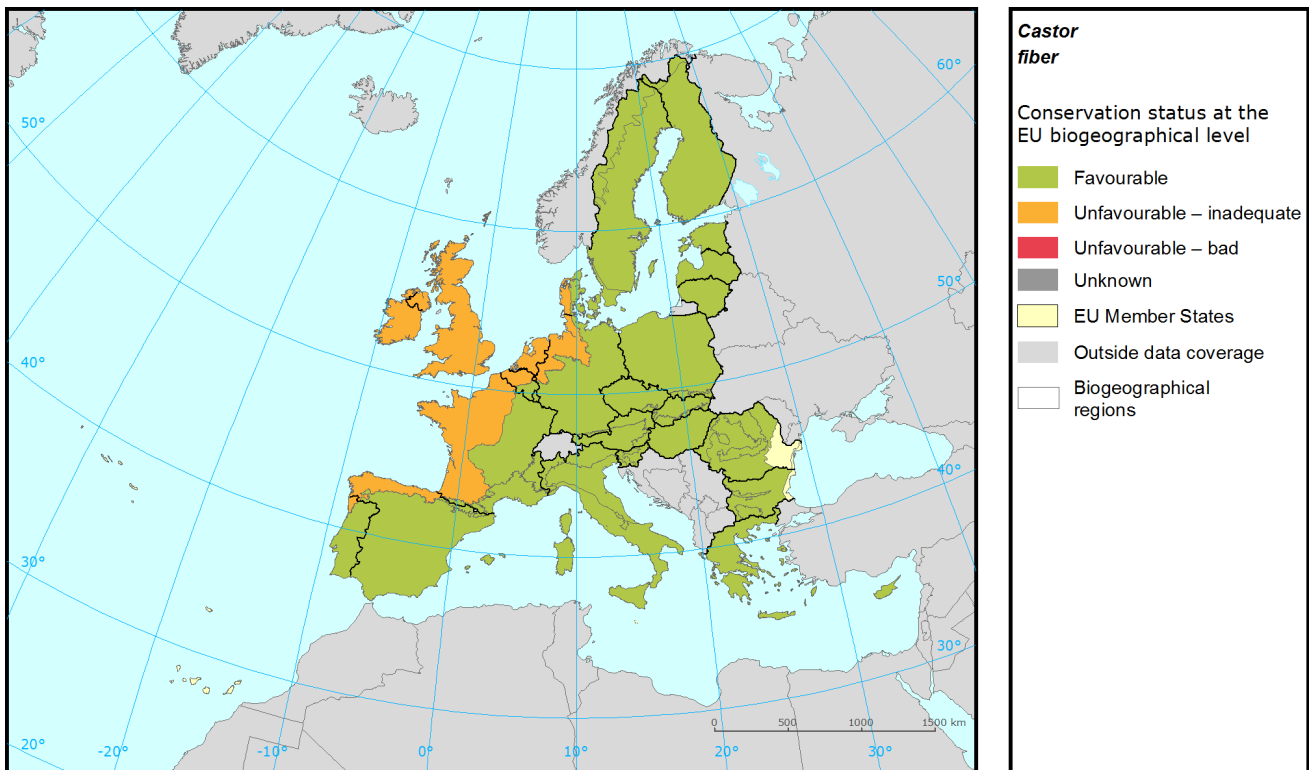 60°
50°
50°
40°
40°
30°
30°
20°
-20°
-10°
0°
10°
20°
30°
0
500
1000
1500 km
Castor
fiber
Conservation status at the
EU biogeographical level
Favourable
Unfavourable – inadequate
Unfavourable – bad
Unknown
EU Member States
Outside data coverage
Biogeographical
regions